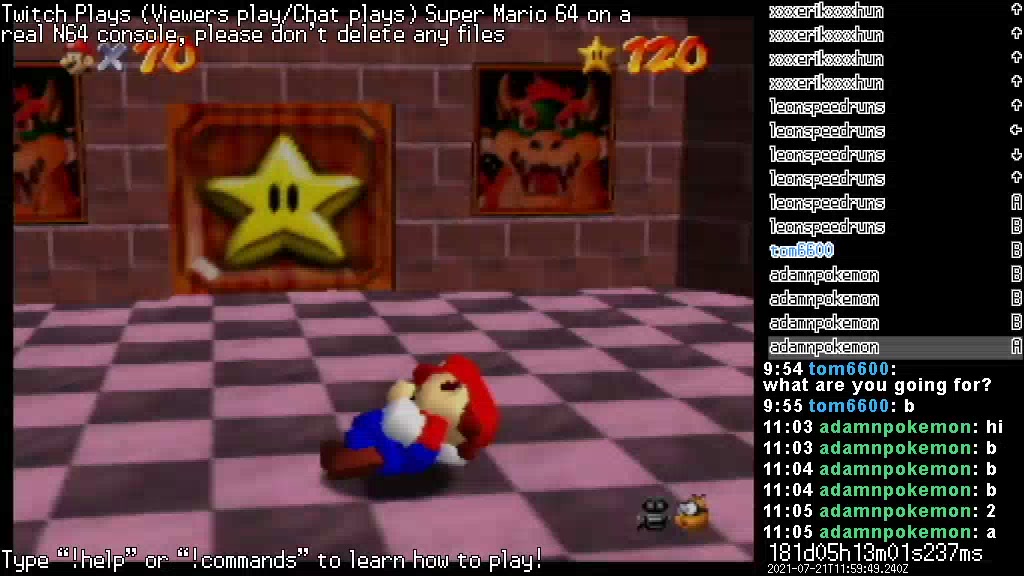 Twitch Plays (Viewers play/Chat plays) Super Mario 64 on a
real N64 console, please don't delete any files
x 70
120
xxxerikxxxhun ↑
xxxerikxxxhun ↑
xxxerikxxxhun ↑
xxxerikxxxhun ↑
leonspeedruns ↑
leonspeedruns ←
leonspeedruns ↓
leonspeedruns ↑
leonspeedruns A
leonspeedruns B
tom6600 B
adamnpokemon B
adamnpokemon B
adamnpokemon B
adamnpokemon A
9:54 tom6600:
what are you going for?
9:55 tom6600: b
11:03 adamnpokemon: hi
11:03 adamnpokemon: b
11:04 adamnpokemon: b
11:04 adamnpokemon: b
11:05 adamnpokemon: 2
11:05 adamnpokemon: a
181d05h13m01s237ms
2021-07-21T11:59:49.240Z
Type “!help” or “!commands” to learn how to play!